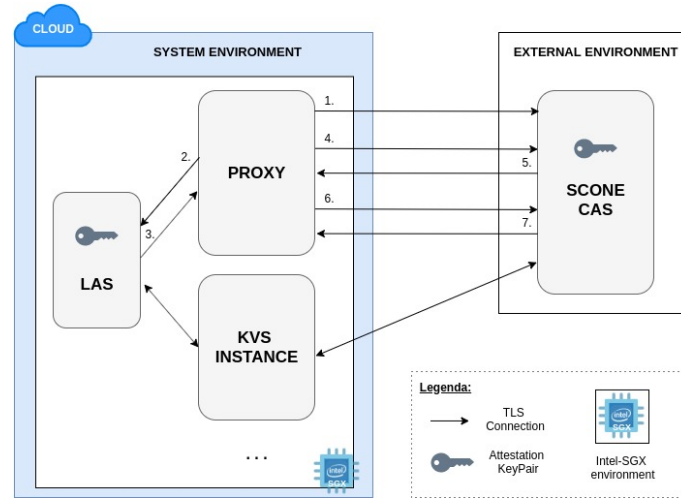 CLOUD
SYSTEM ENVIRONMENT
EXTERNAL ENVIRONMENT
1.
4.
2.
5.
PROXY
SCONE
CAS
6.
3.
7.
LAS
KVS
INSTANCE
...
intel
SGX
Legenda:
TLS
Connection
Attestation
KeyPair
intel
SGX
Intel-SGX
environment